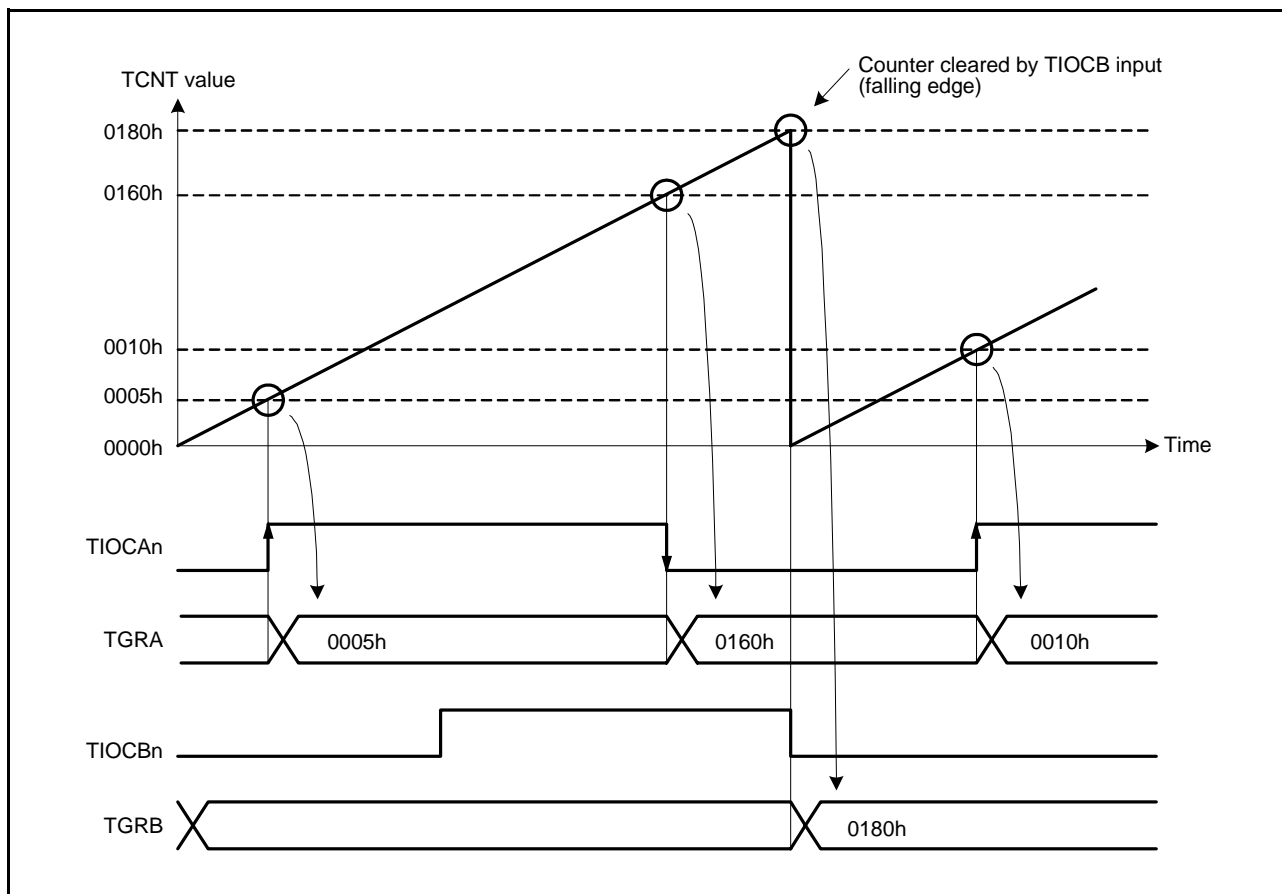 Counter cleared by TIOCB input
(falling edge)
TCNT value
0180h
0160h
0010h
0005h
0000h
Time
TIOCAn
TGRA
0005h
0160h
0010h
TIOCBn
TGRB
0180h